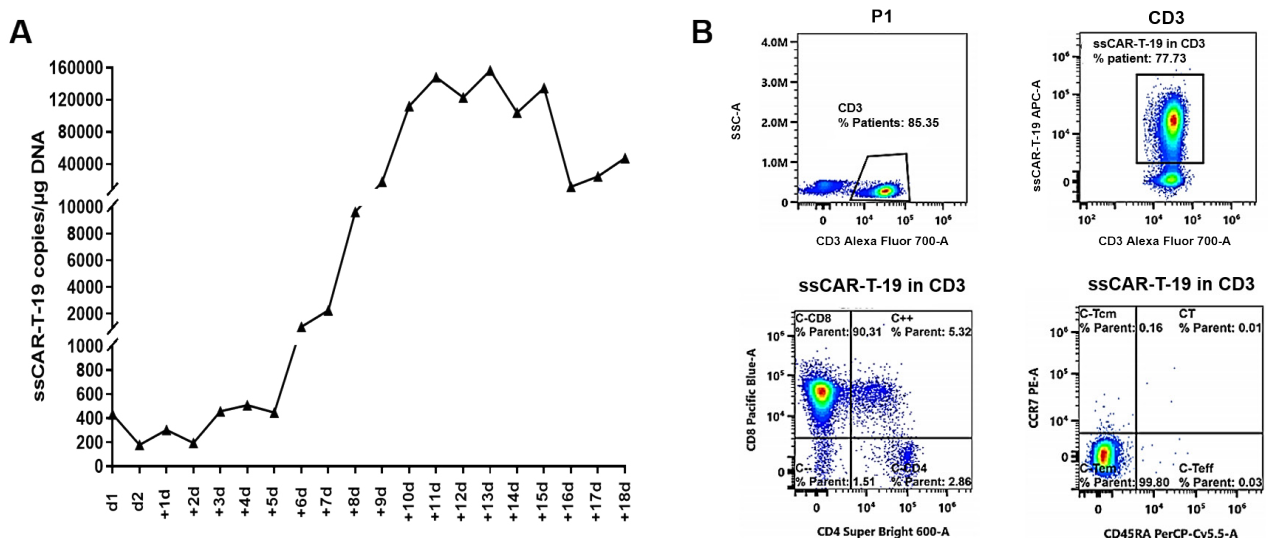 A
ssCAR-T-19 copies/µg DNA
160000
120000
80000
40000
10000
8000
6000
4000
2000
1000
800
600
400
200
0
d1
d2
+1d
+2d
+3d
+4d
+5d
+6d
+7d
+8d
+9d
+10d
+11d
+12d
+13d
+14d
+15d
+16d
+17d
+18d
B
P1
SSC-A
4.0M
3.0M
2.0M
1.0M
0
CD3
% Patients: 85.35
0 10⁴ 10⁵ 10⁶
CD3 Alexa Fluor 700-A
CD3
ssCAR-T-19 APC-A
10⁶
10⁵
10⁴
0
ssCAR-T-19 in CD3
% patient: 77.73
10² 10⁴ 10⁵ 10⁶
CD3 Alexa Fluor 700-A
ssCAR-T-19 in CD3
CD8 Pacific Blue-A
10⁶
10⁵
10⁴
0
C-CD8 C++
% Parent: 90,31 % Parent: 5.32
C-- C-CD4
% Parent: 1.51 % Parent: 2.86
0 10⁴ 10⁵ 10⁶
CD4 Super Bright 600-A
ssCAR-T-19 in CD3
CCR7 PE-A
10⁶
10⁵
10⁴
0
C-Tcm CT
% Parent: 0.16 % Parent: 0.01
C-Tem C-Teff
% Parent: 99.80 % Parent: 0.03
0 10⁴ 10⁵ 10⁶
CD45RA PerCP-Cy5.5-A